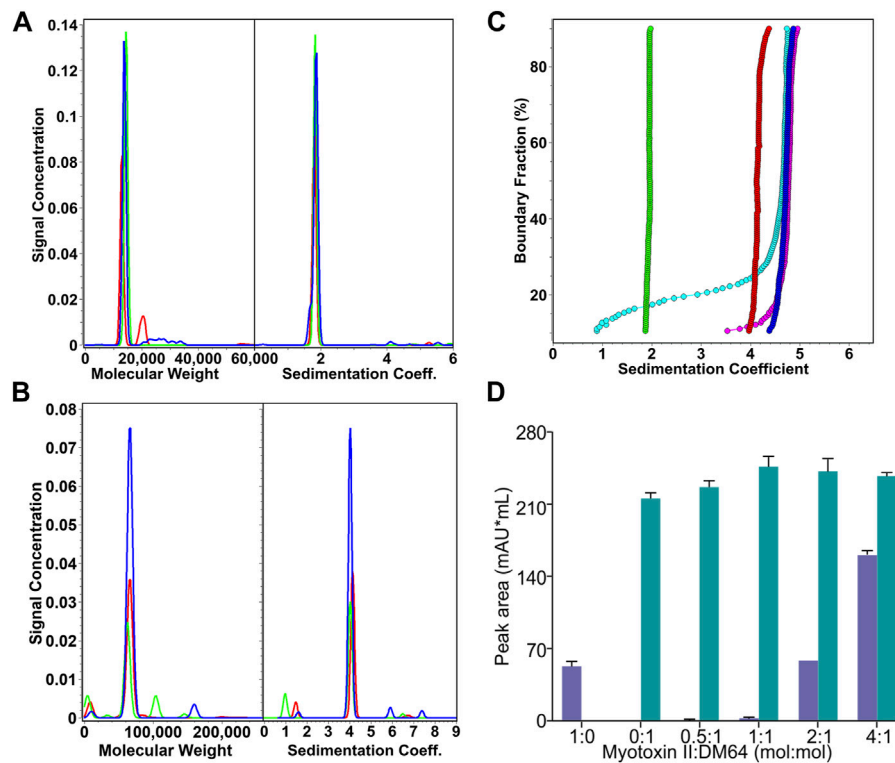 A
Signal Concentration
0.14
0.12
0.1
0.08
0.06
0.04
0.02
0
0 20,000 40,000 60,000 2 4 6
Molecular Weight Sedimentation Coeff.
B
Signal Concentration
0.08
0.07
0.06
0.05
0.04
0.03
0.02
0.01
0
0 100,000 200,000 0 1 2 3 4 5 6 7 8 9
Molecular Weight Sedimentation Coeff.
C
Boundary Fraction (%)
80
60
40
20
0 1 2 3 4 5 6
Sedimentation Coefficient
D
Peak area (mAU*mL)
280
210
140
70
0
1:0 0:1 0.5:1 1:1 2:1 4:1
Myotoxin II:DM64 (mol:mol)